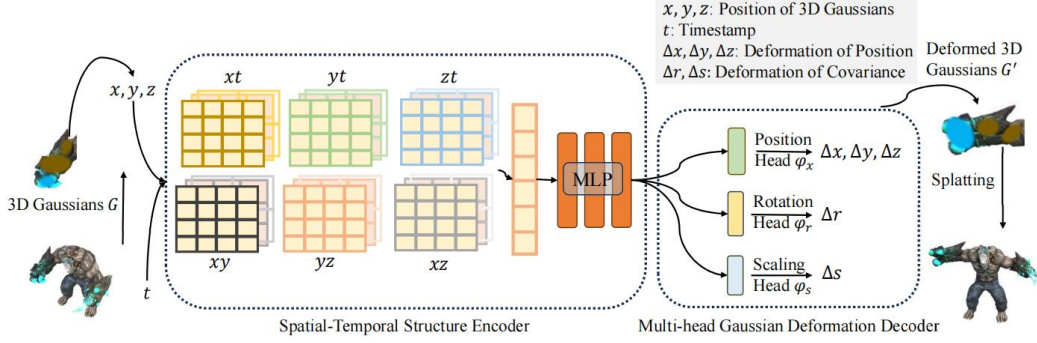 x, y, z: Position of 3D Gaussians
t: Timestamp
Δx, Δy, Δz: Deformation of Position
Δr, Δs: Deformation of Covariance
x, y, z
3D Gaussians G
t
xt
yt
zt
xy
yz
xz
MLP
Spatial-Temporal Structure Encoder
Position
Head φx
Δx, Δy, Δz
Rotation
Head φr
Δr
Scaling
Head φs
Δs
Multi-head Gaussian Deformation Decoder
Deformed 3D
Gaussians G'
Splatting